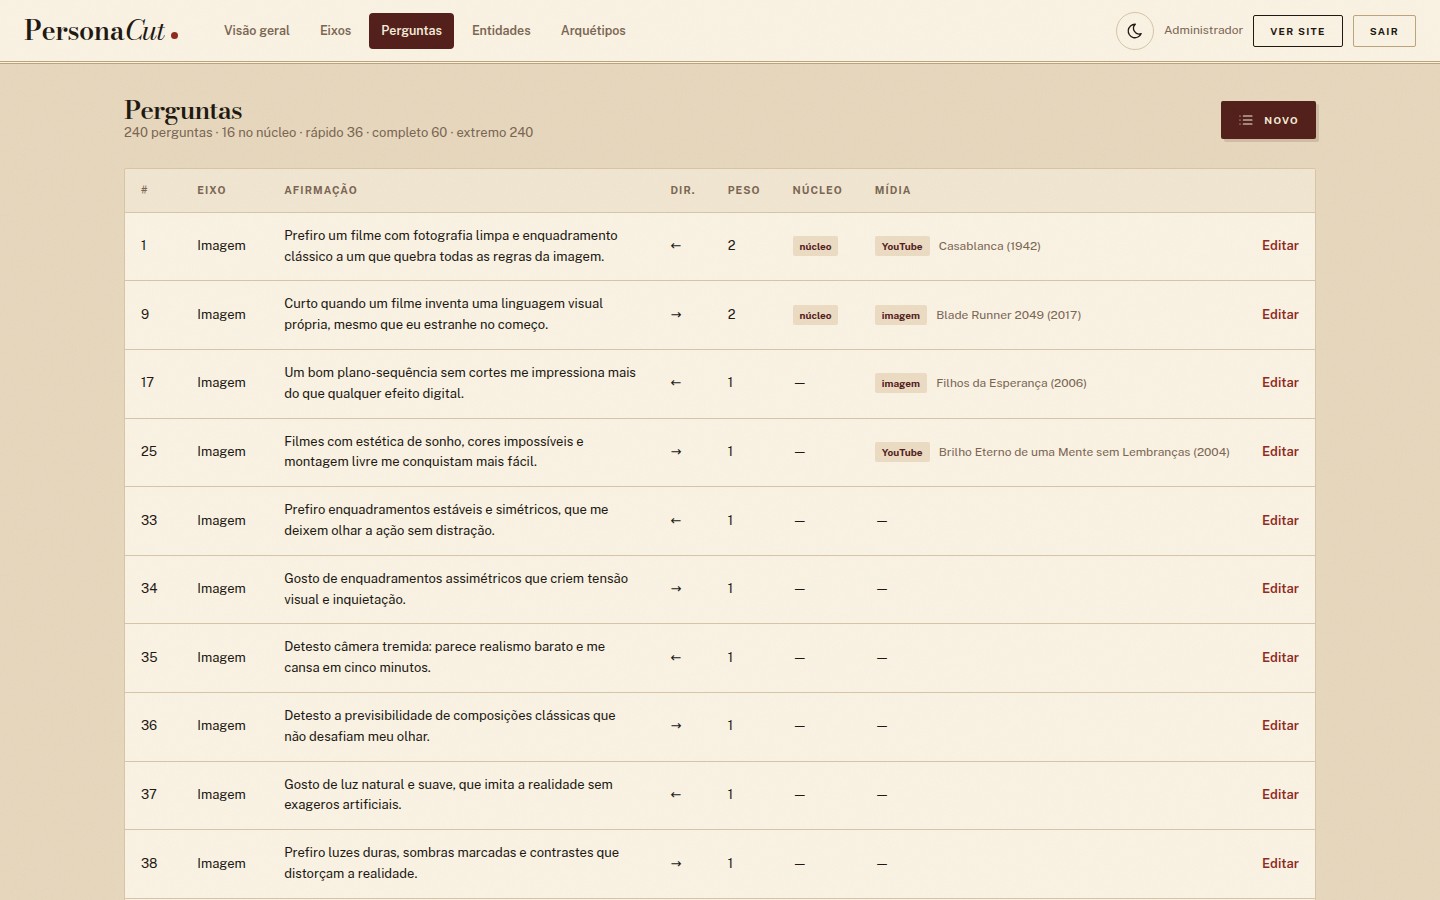 PersonaCut
Visão geral
Eixos
Perguntas
Entidades
Arquétipos
Administrador
VER SITE
SAIR
Perguntas
240 perguntas · 16 no núcleo · rápido 36 · completo 60 · extremo 240
NOVO
# EIXO AFIRMAÇÃO DIR. PESO NÚCLEO MÍDIA
1 Imagem Prefiro um filme com fotografia limpa e enquadramento
clássico a um que quebra todas as regras da imagem. ← 2 núcleo YouTube Casablanca (1942) Editar
9 Imagem Curto quando um filme inventa uma linguagem visual
própria, mesmo que eu estranhe no começo. → 2 núcleo imagem Blade Runner 2049 (2017) Editar
17 Imagem Um bom plano-sequência sem cortes me impressiona mais
do que qualquer efeito digital. ← 1 — imagem Filhos da Esperança (2006) Editar
25 Imagem Filmes com estética de sonho, cores impossíveis e
montagem livre me conquistam mais fácil. → 1 — YouTube Brilho Eterno de uma Mente sem Lembranças (2004) Editar
33 Imagem Prefiro enquadramentos estáveis e simétricos, que me
deixem olhar a ação sem distração. ← 1 — — Editar
34 Imagem Gosto de enquadramentos assimétricos que criem tensão
visual e inquietação. → 1 — — Editar
35 Imagem Detesto câmera tremida: parece realismo barato e me
cansa em cinco minutos. ← 1 — — Editar
36 Imagem Detesto a previsibilidade de composições clássicas que
não desafiam meu olhar. → 1 — — Editar
37 Imagem Gosto de luz natural e suave, que imita a realidade sem
exageros artificiais. ← 1 — — Editar
38 Imagem Prefiro luzes duras, sombras marcadas e contrastes que
distorçam a realidade. → 1 — — Editar